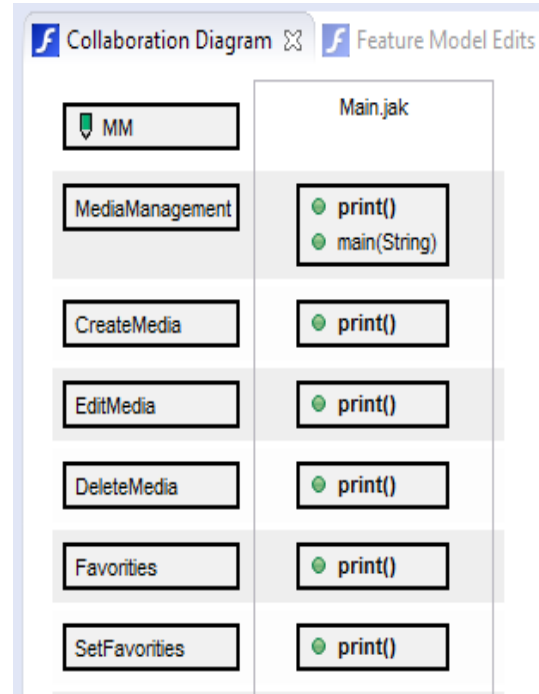 Collaboration Diagram Feature Model Edits
Main.jak
MM
MediaManagement print()
main(String)
CreateMedia print()
EditMedia print()
DeleteMedia print()
Favorities print()
SetFavorities print()